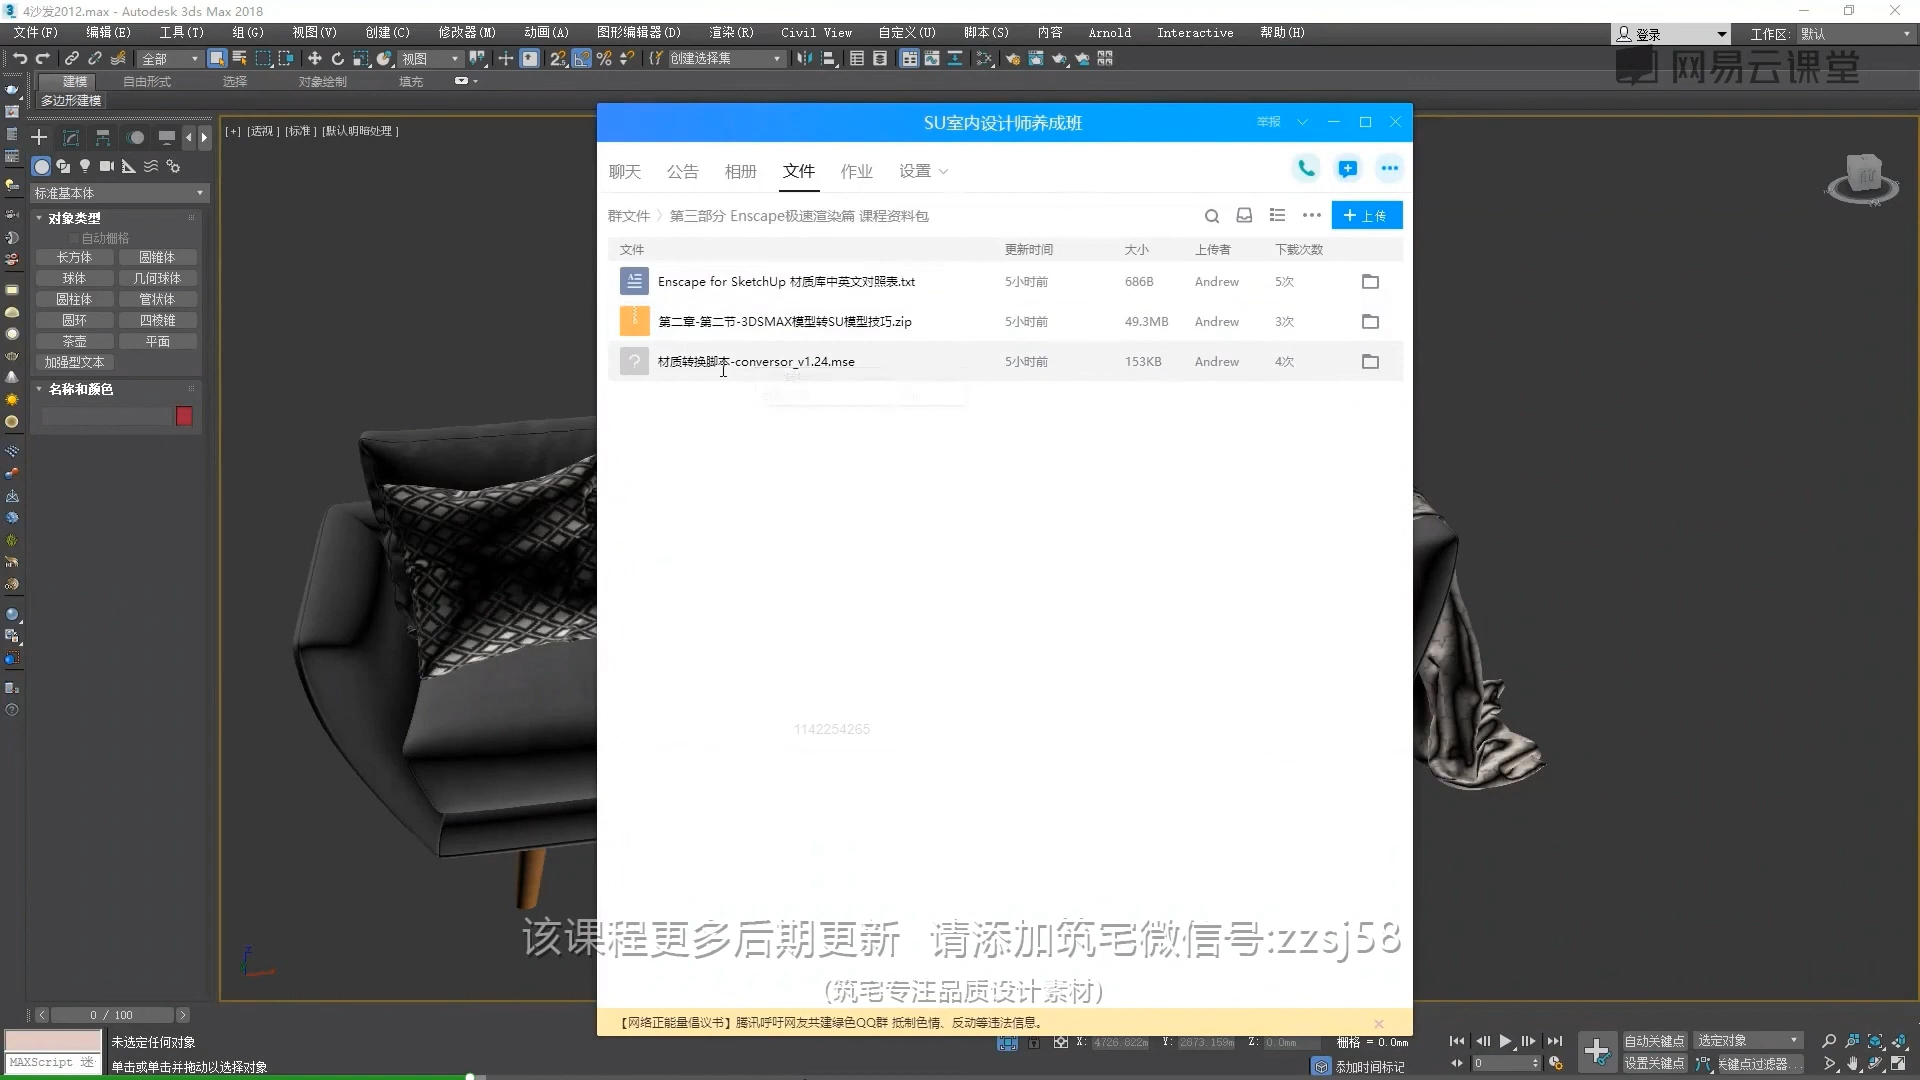 4沙发2012.max - Autodesk 3ds Max 2018
文件(F) 编辑(E) 工具(T) 组(G) 视图(V) 创建(C) 修改器(M) 动画(A) 图形编辑器(D) 渲染(R) Civil View 自定义(U) 脚本(S) 内容 Arnold Interactive 帮助(H)
登录 工作区: 默认
全部 视图 创建选择集
网易云课堂
建模 自由形式 选择 对象绘制 填充
多边形建模
[+] [透视] [标准] [默认明暗处理]
标准基本体
对象类型
自动栅格
长方体 圆锥体
球体 几何球体
圆柱体 管状体
圆环 四棱锥
茶壶 平面
加强型文本
名称和颜色
SU室内设计师养成班
举报
聊天 公告 相册 文件 作业 设置
群文件 〉 第三部分 Enscape极速渲染篇 课程资料包
+ 上传
文件 更新时间 大小 上传者 下载次数
Enscape for SketchUp 材质库中英文对照表.txt 5小时前 686B Andrew 5次
第二章-第二节-3DSMAX模型转SU模型技巧.zip 5小时前 49.3MB Andrew 3次
材质转换脚本-conversor_v1.24.mse 5小时前 153KB Andrew 4次
1142254265
该课程更多后期更新 请添加筑宅微信号:zzsj58
(筑宅专注品质设计素材)
【网络正能量倡议书】腾讯呼吁网友共建绿色QQ群 抵制色情、反动等违法信息。
0 / 100
未选定任何对象
MAXScript 迷
单击或单击并拖动以选择对象
X: 4726.822m Y: 2873.159m Z: 0.0mm 栅格 = 0.0mm
添加时间标记
0
自动关键点 选定对象
设置关键点 关键点过滤器...